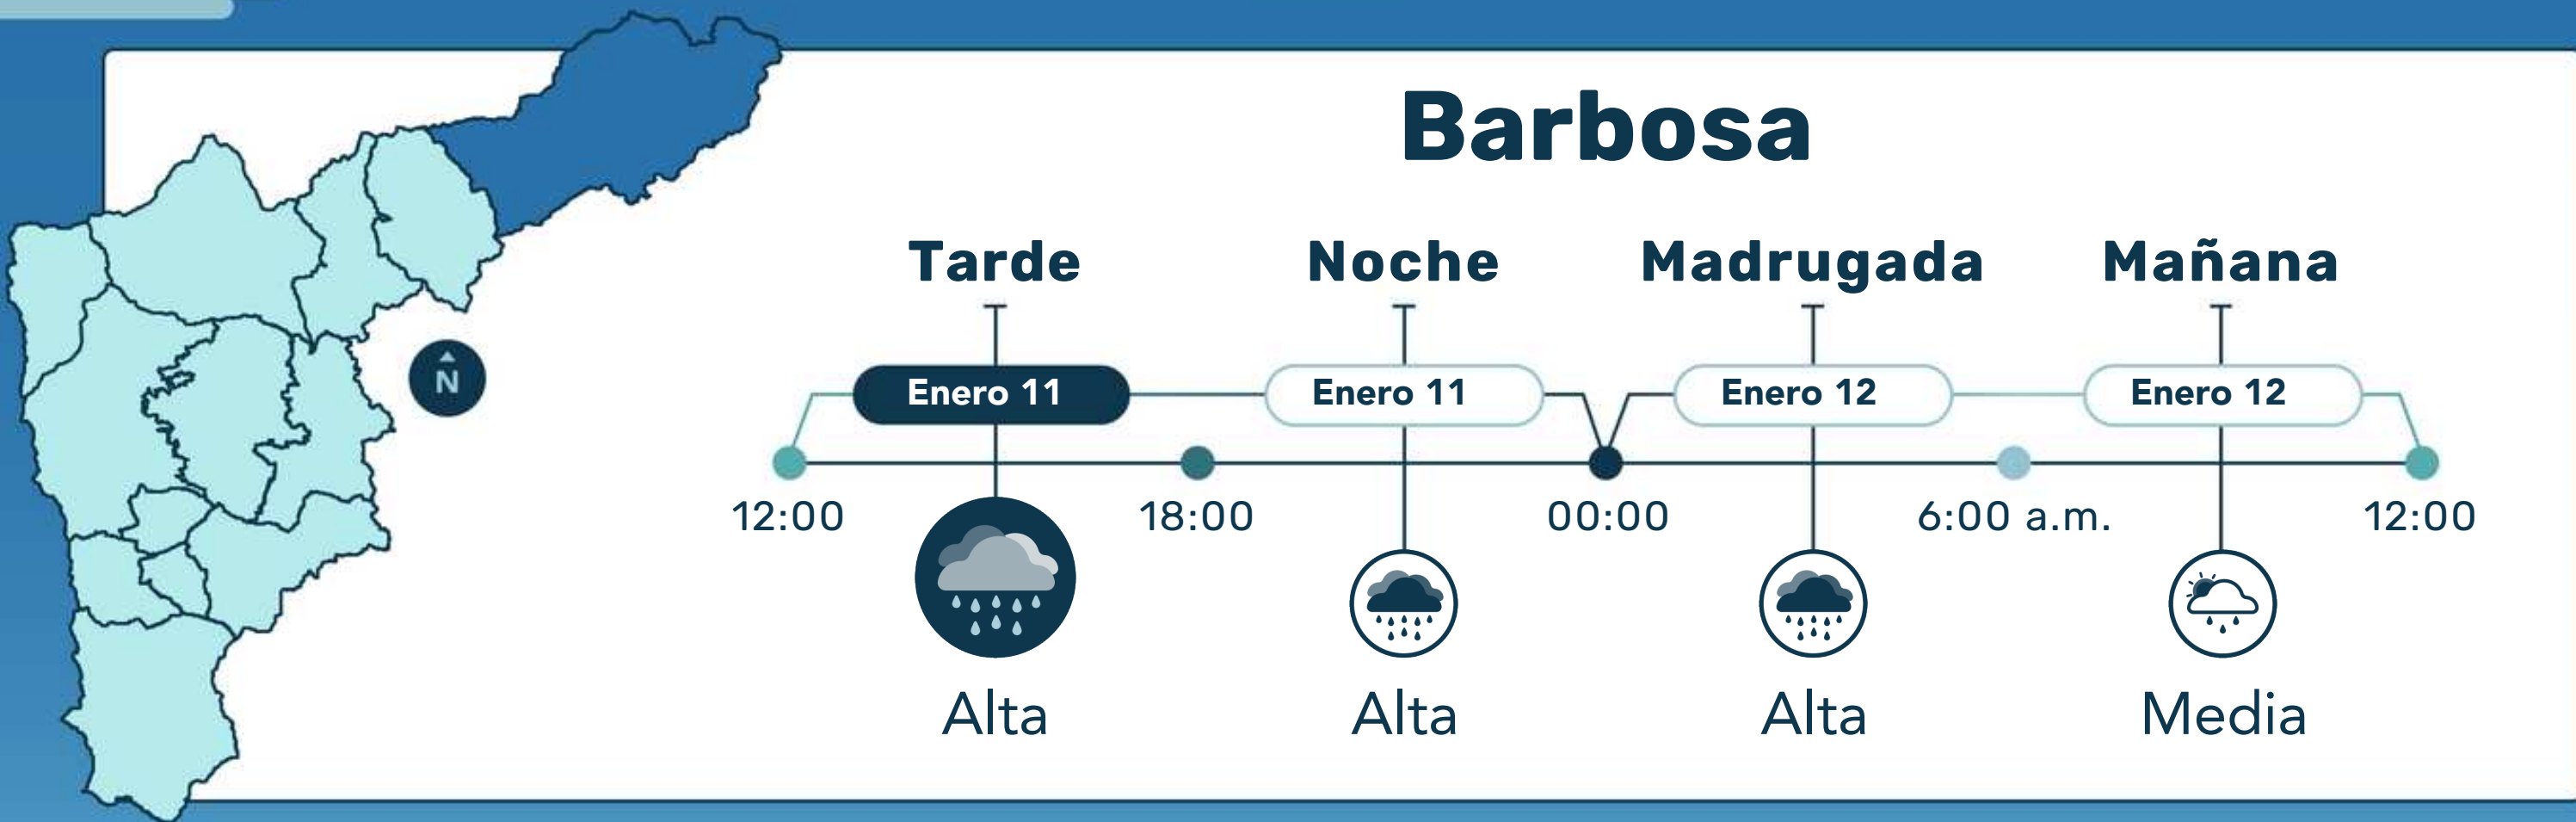 Barbosa
Tarde Noche Madrugada Mañana
N
Enero 11 Enero 11 Enero 12 Enero 12
12:00 18:00 00:00 6:00 a.m. 12:00
Alta Alta Alta Media